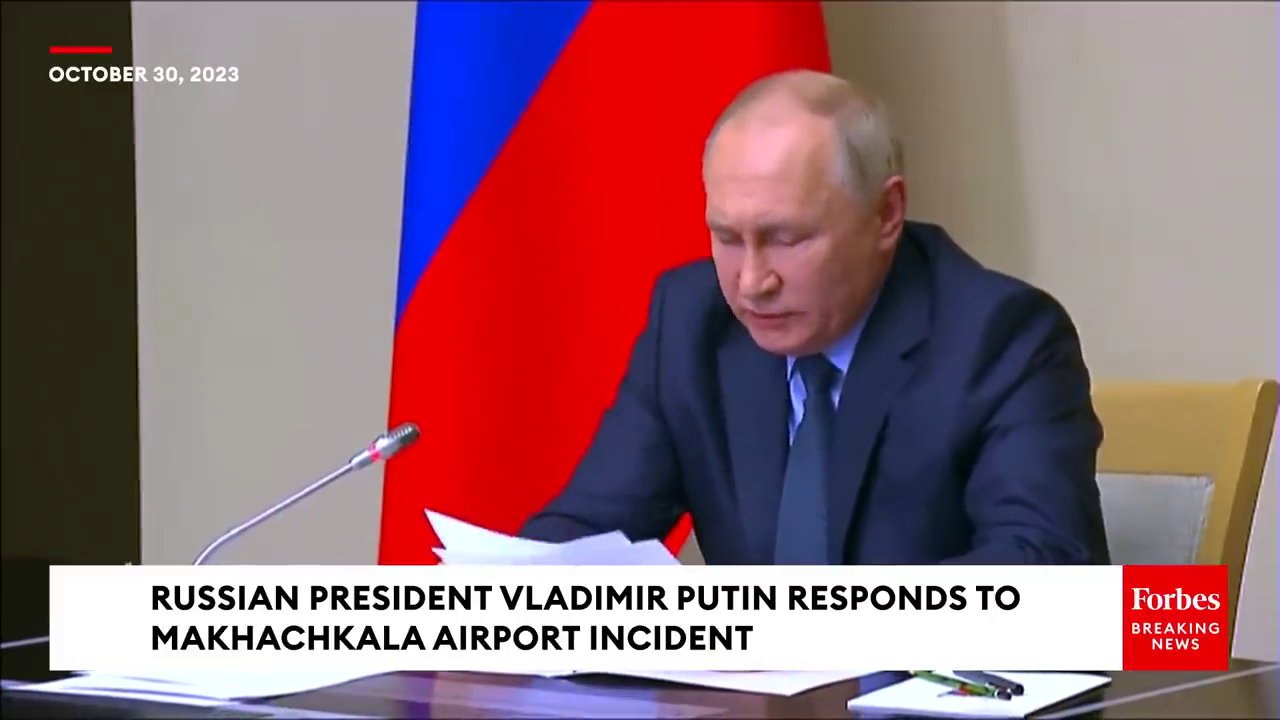 OCTOBER 30, 2023
RUSSIAN PRESIDENT VLADIMIR PUTIN RESPONDS TO
MAKHACHKALA AIRPORT INCIDENT
Forbes
BREAKING
NEWS